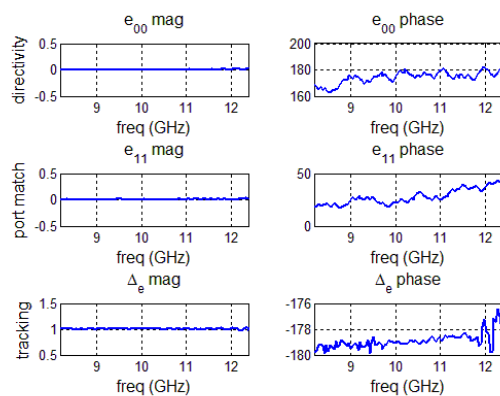 e00 mag
directivity
0.5
0
-0.5
9 10 11 12
freq (GHz)
e00 phase
200
180
160
9 10 11 12
freq (GHz)
e11 mag
port match
0.5
0
-0.5
9 10 11 12
freq (GHz)
e11 phase
50
0
9 10 11 12
freq (GHz)
Δe mag
tracking
1.5
1
0.5
9 10 11 12
freq (GHz)
Δe phase
-176
-178
-180
9 10 11 12
freq (GHz)